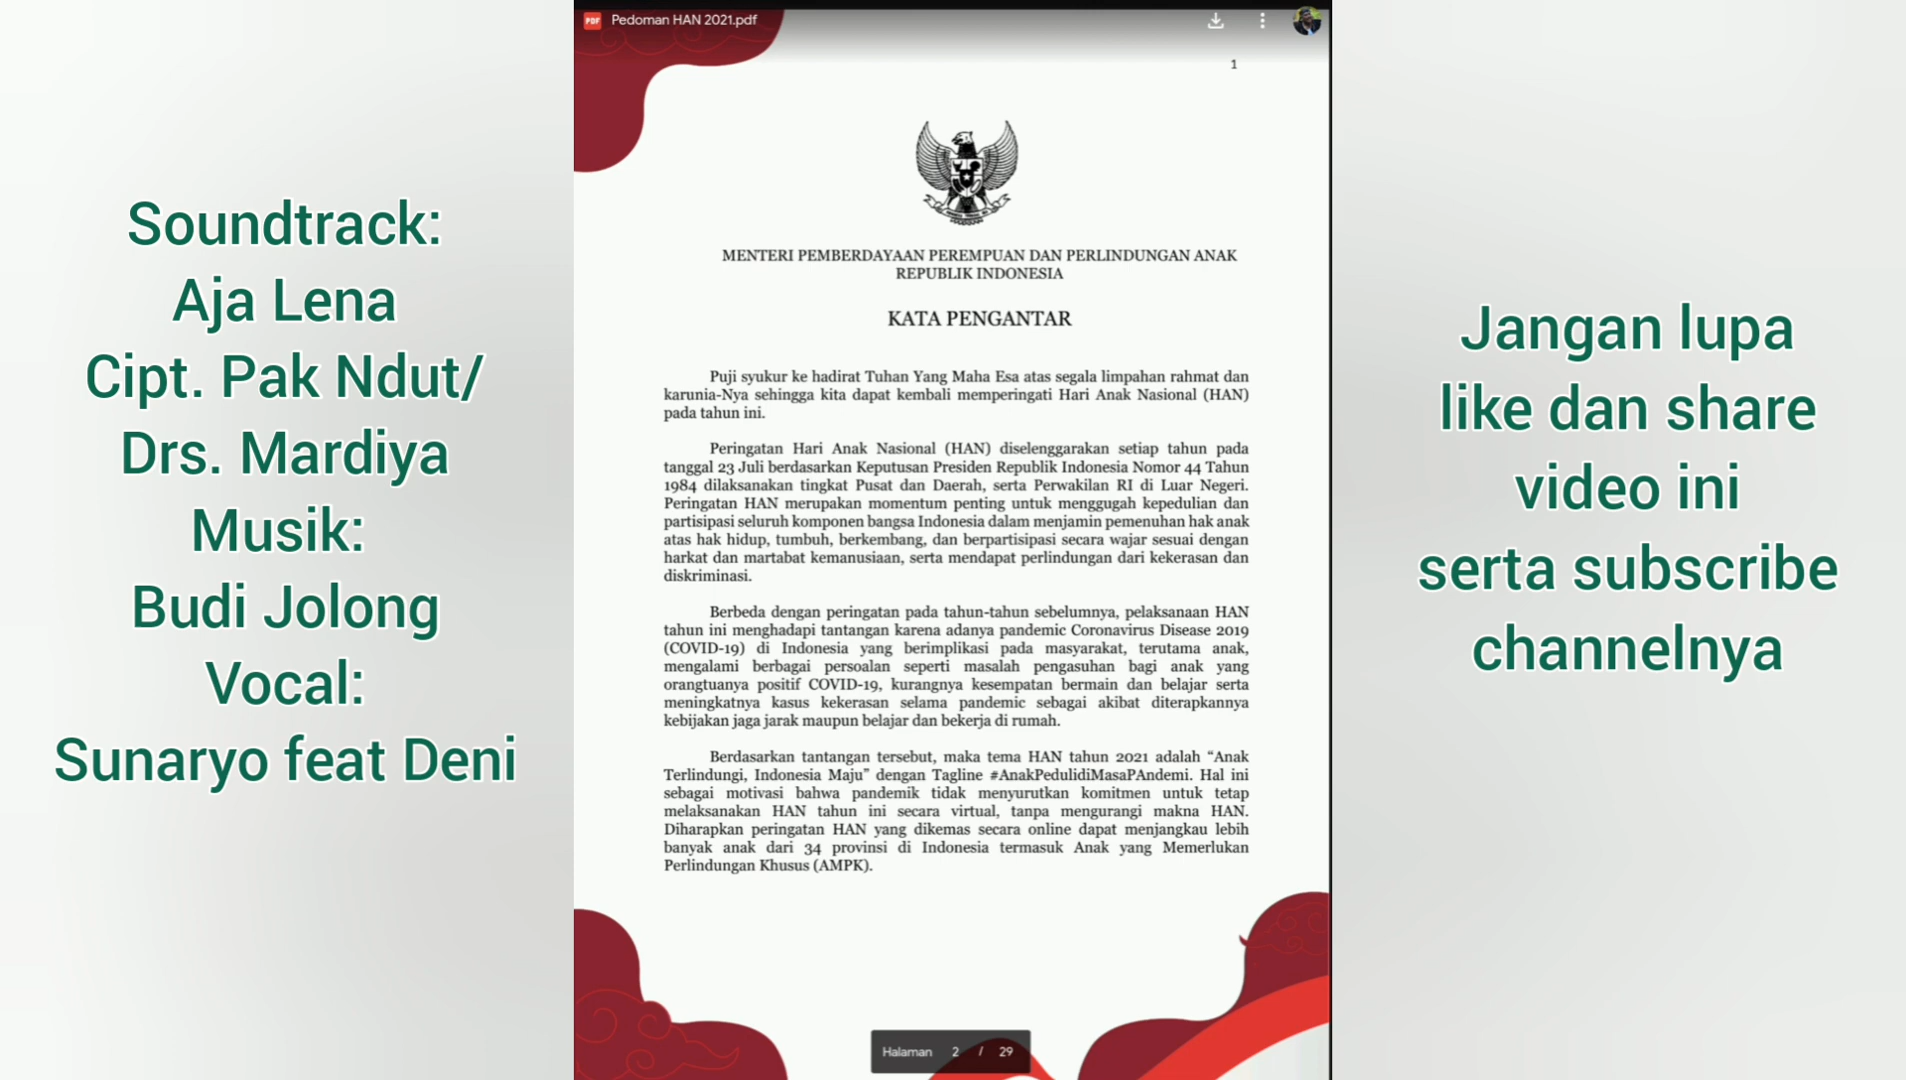 Soundtrack:
Aja Lena
Cipt. Pak Ndut/
Drs. Mardiya
Musik:
Budi Jolong
Vocal:
Sunaryo feat Deni
PDF
Pedoman HAN 2021.pdf
1
MENTERI PEMBERDAYAAN PEREMPUAN DAN PERLINDUNGAN ANAK
REPUBLIK INDONESIA
KATA PENGANTAR
Puji syukur ke hadirat Tuhan Yang Maha Esa atas segala limpahan rahmat dan
karunia-Nya sehingga kita dapat kembali memperingati Hari Anak Nasional (HAN)
pada tahun ini.
Peringatan Hari Anak Nasional (HAN) diselenggarakan setiap tahun pada
tanggal 23 Juli berdasarkan Keputusan Presiden Republik Indonesia Nomor 44 Tahun
1984 dilaksanakan tingkat Pusat dan Daerah, serta Perwakilan RI di Luar Negeri.
Peringatan HAN merupakan momentum penting untuk menggugah kepedulian dan
partisipasi seluruh komponen bangsa Indonesia dalam menjamin pemenuhan hak anak
atas hak hidup, tumbuh, berkembang, dan berpartisipasi secara wajar sesuai dengan
harkat dan martabat kemanusiaan, serta mendapat perlindungan dari kekerasan dan
diskriminasi.
Berbeda dengan peringatan pada tahun-tahun sebelumnya, pelaksanaan HAN
tahun ini menghadapi tantangan karena adanya pandemic Coronavirus Disease 2019
(COVID-19) di Indonesia yang berimplikasi pada masyarakat, terutama anak,
mengalami berbagai persoalan seperti masalah pengasuhan bagi anak yang
orangtuanya positif COVID-19, kurangnya kesempatan bermain dan belajar serta
meningkatnya kasus kekerasan selama pandemic sebagai akibat diterapkannya
kebijakan jaga jarak maupun belajar dan bekerja di rumah.
Berdasarkan tantangan tersebut, maka tema HAN tahun 2021 adalah “Anak
Terlindungi, Indonesia Maju” dengan Tagline #AnakPedulidiMasaPAndemi. Hal ini
sebagai motivasi bahwa pandemik tidak menyurutkan komitmen untuk tetap
melaksanakan HAN tahun ini secara virtual, tanpa mengurangi makna HAN.
Diharapkan peringatan HAN yang dikemas secara online dapat menjangkau lebih
banyak anak dari 34 provinsi di Indonesia termasuk Anak yang Memerlukan
Perlindungan Khusus (AMPK).
Halaman 2 / 29
Jangan lupa
like dan share
video ini
serta subscribe
channelnya